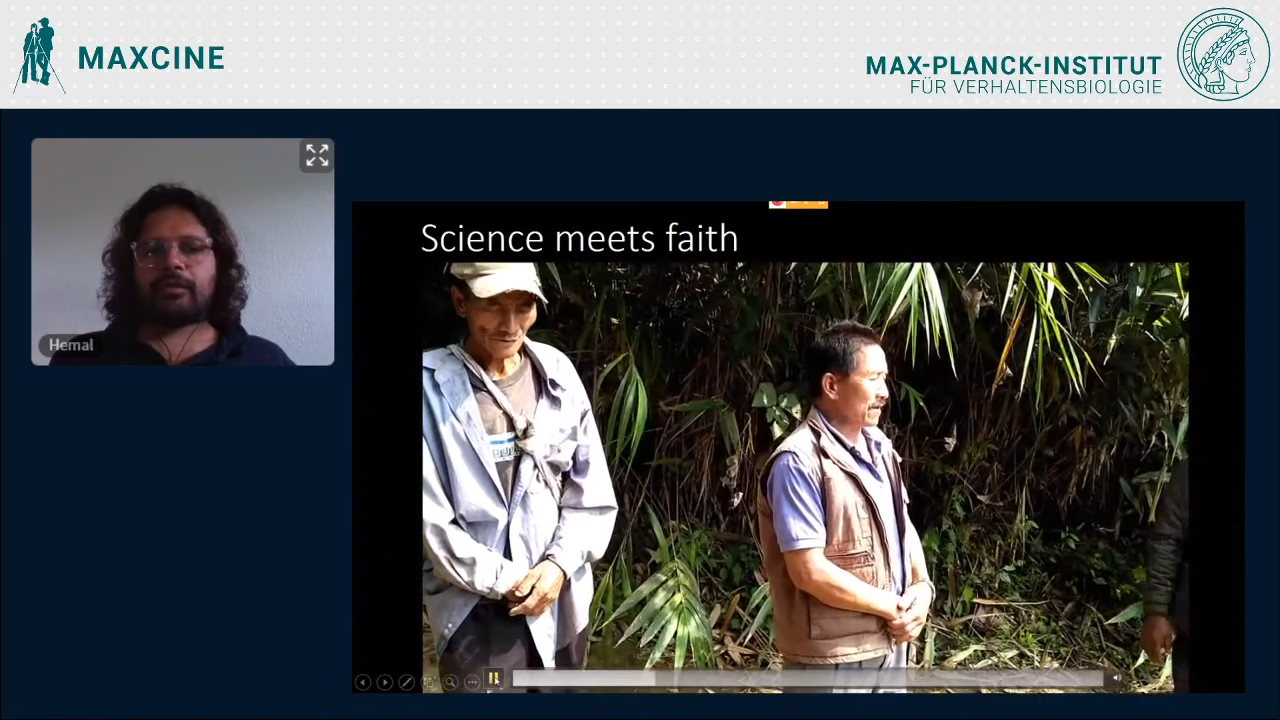 MAXCINE
MAX-PLANCK-INSTITUT
FÜR VERHALTENSBIOLOGIE
Hemal
Science meets faith